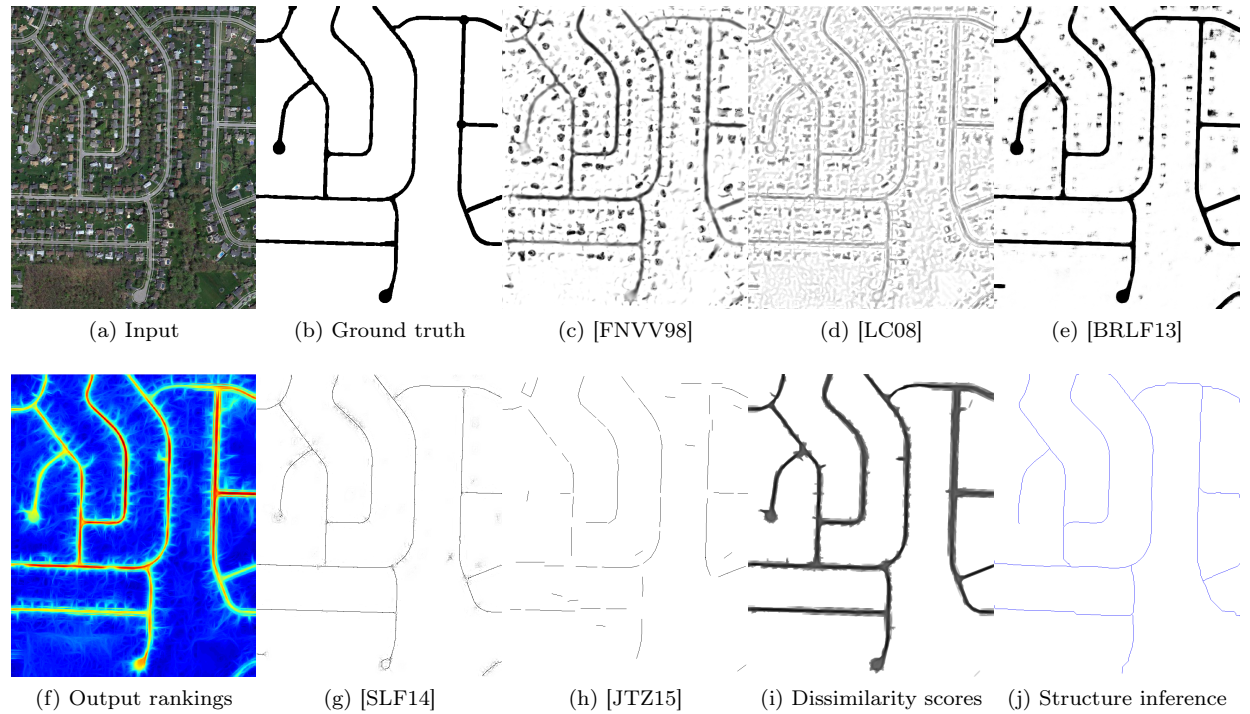 (a) Input
(b) Ground truth
(c) [FNVV98]
(d) [LC08]
(e) [BRLF13]
(f) Output rankings
(g) [SLF14]
(h) [JTZ15]
(i) Dissimilarity scores
(j) Structure inference